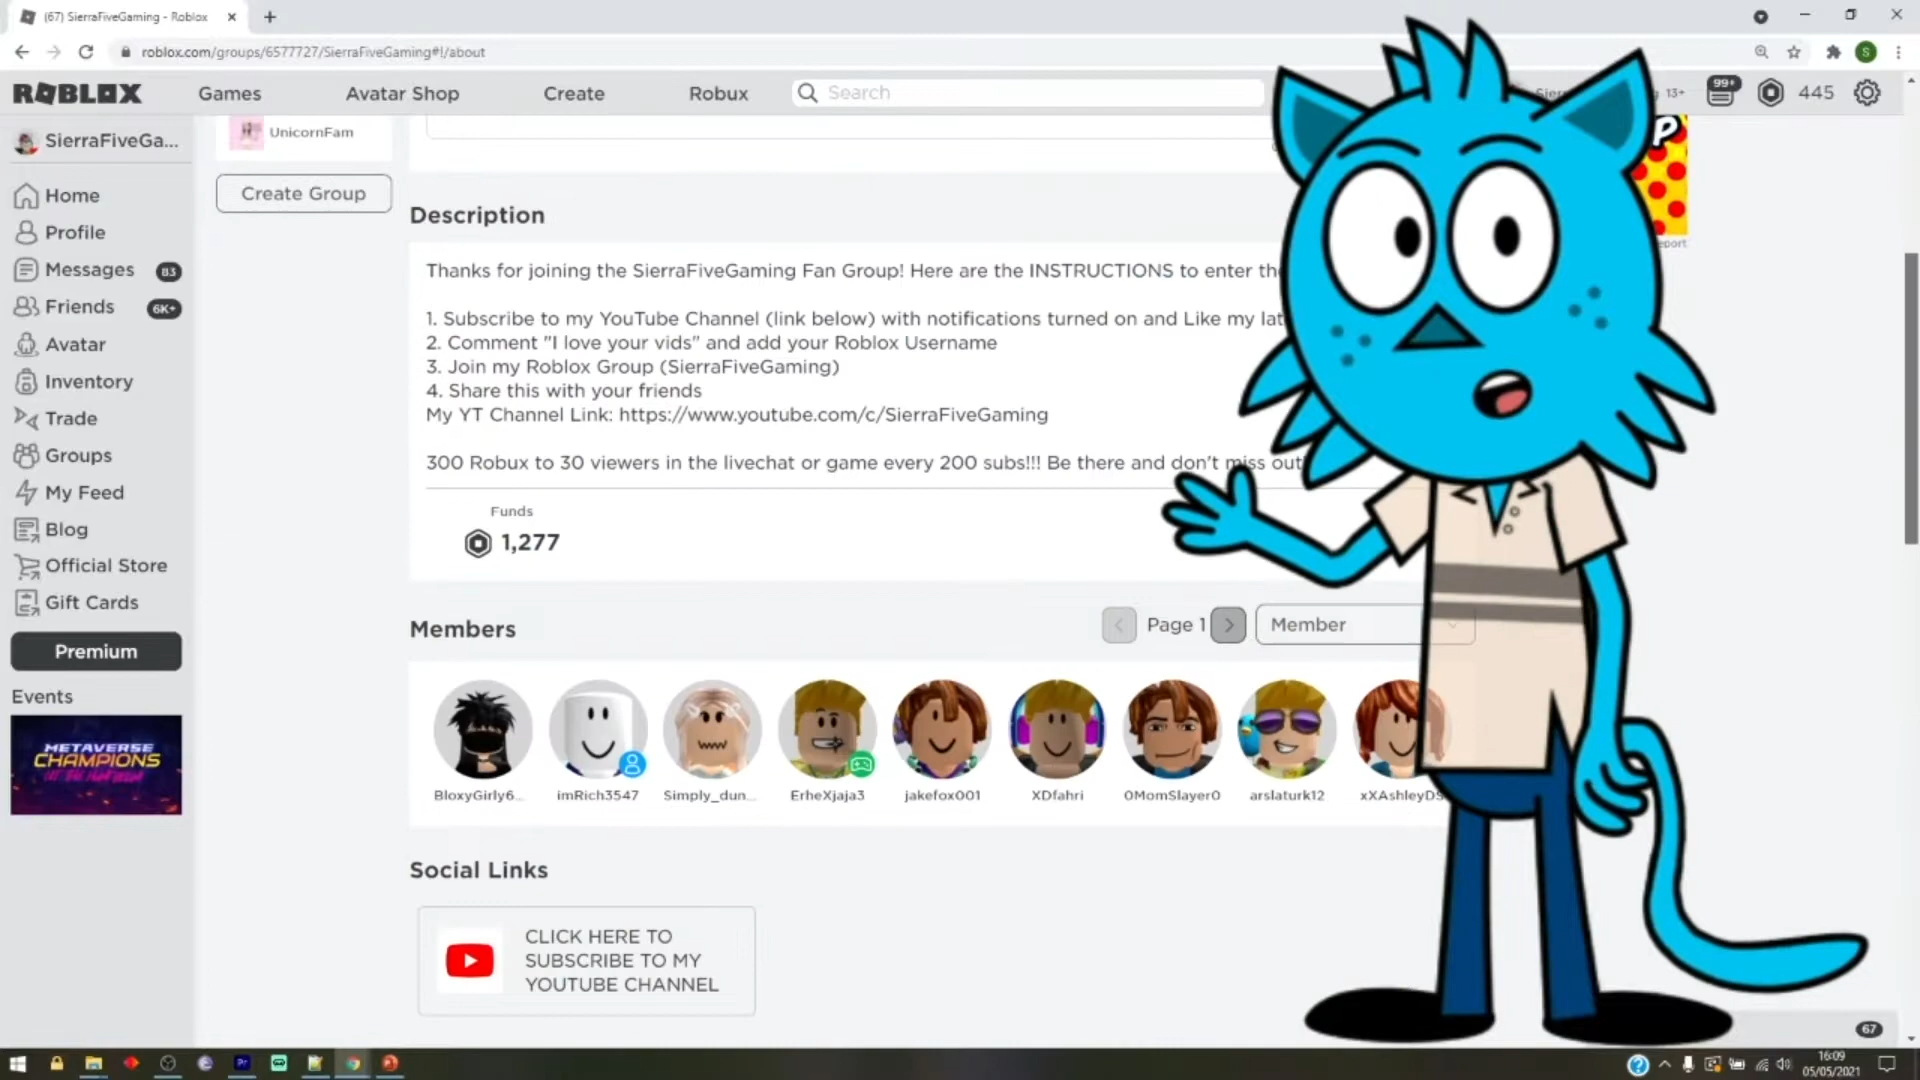 (67) SierraFiveGaming - Roblox
roblox.com/groups/6577727/SierraFiveGaming#!/about
S
ROBLOX
Games
Avatar Shop
Create
Robux
Search
13+
99+
445
SierraFiveGa...
UnicornFam
Create Group
Home
Profile
Messages
83
Friends
6K+
Avatar
Inventory
Trade
Groups
My Feed
Blog
Official Store
Gift Cards
Premium
Events
METAVERSE
CHAMPIONS
Description
Thanks for joining the SierraFiveGaming Fan Group! Here are the INSTRUCTIONS to enter the
1. Subscribe to my YouTube Channel (link below) with notifications turned on and Like my lat
2. Comment "I love your vids" and add your Roblox Username
3. Join my Roblox Group (SierraFiveGaming)
4. Share this with your friends
My YT Channel Link: https://www.youtube.com/c/SierraFiveGaming
300 Robux to 30 viewers in the livechat or game every 200 subs!!! Be there and don't miss out
Funds
1,277
Members
Page 1
Member
BloxyGirly6...
imRich3547
Simply_dun...
ErheXjaja3
jakefox001
XDfahri
0MomSlayer0
arslaturk12
xXAshleyDS
Social Links
CLICK HERE TO
SUBSCRIBE TO MY
YOUTUBE CHANNEL
67
Pr
16:09
05/05/2021